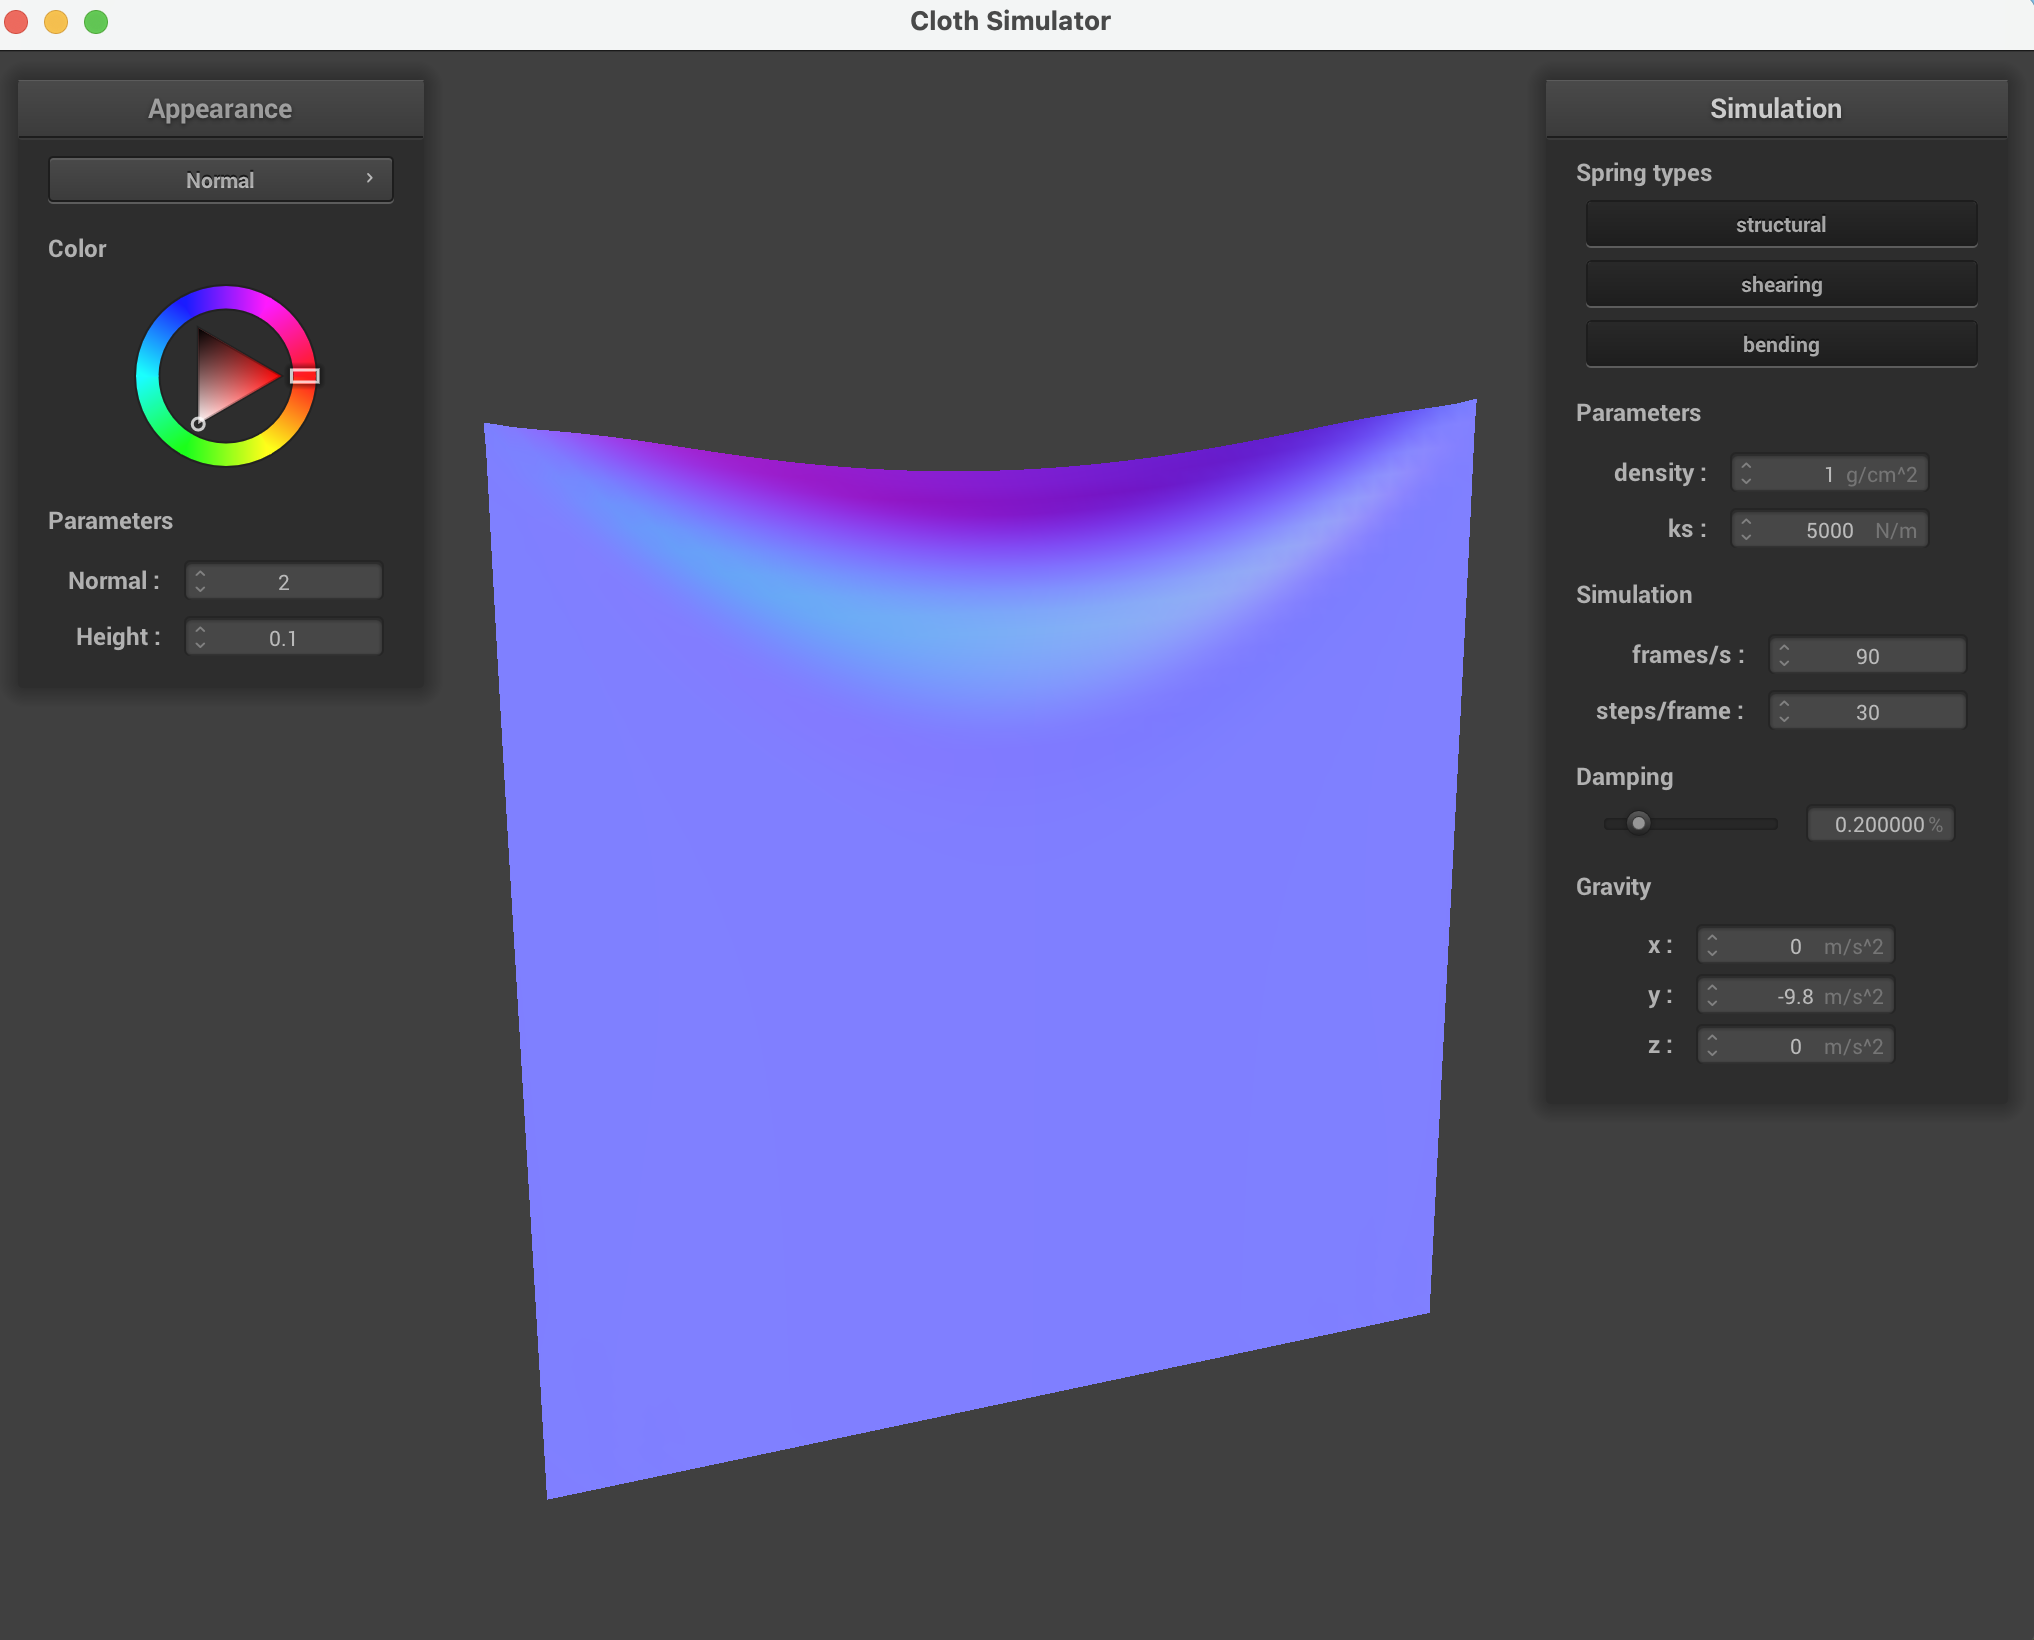 Cloth Simulator
Appearance
Normal
Color
Parameters
Normal : 2
Height : 0.1
Simulation
Spring types
structural
shearing
bending
Parameters
density : 1 g/cm^2
ks : 5000 N/m
Simulation
frames/s : 90
steps/frame : 30
Damping
0.200000 %
Gravity
x : 0 m/s^2
y : -9.8 m/s^2
z : 0 m/s^2